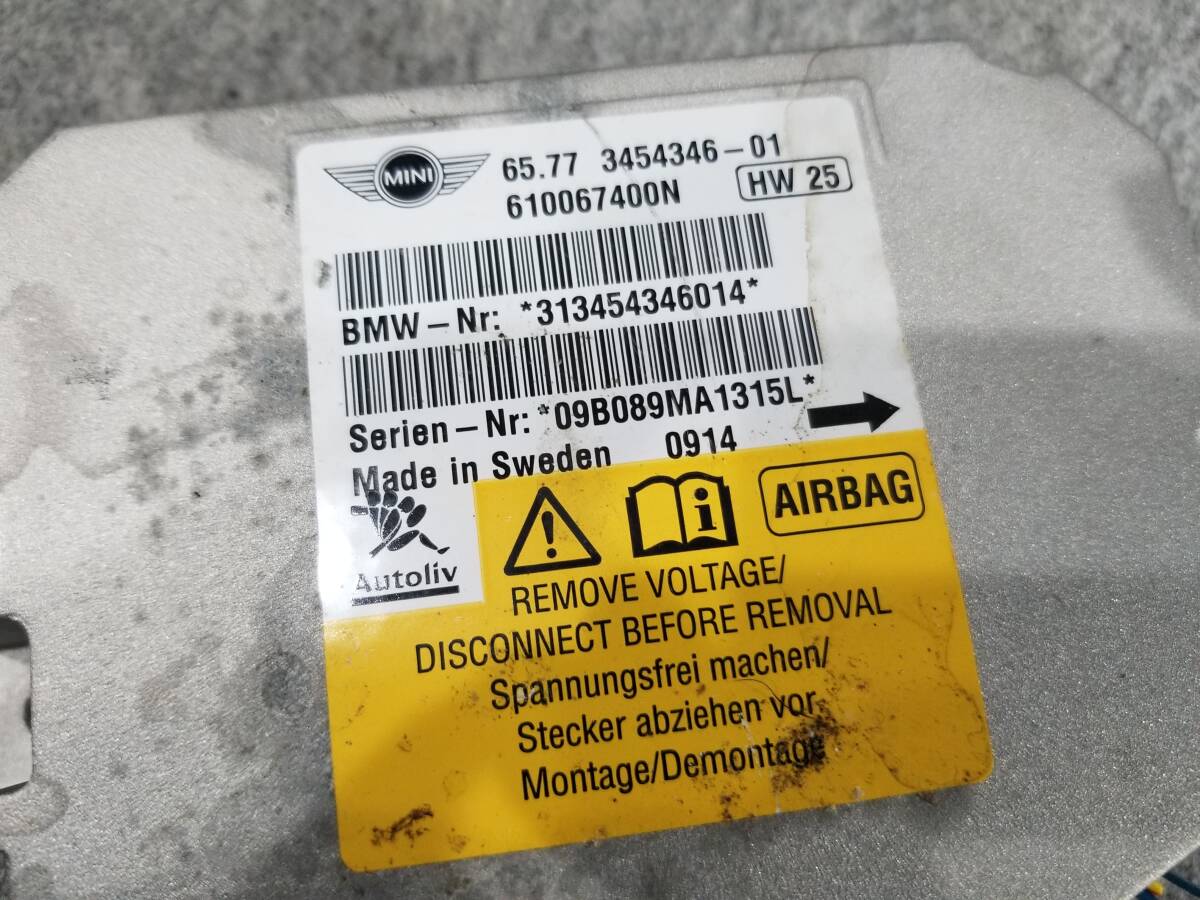 MINI
65.77 3454346-01
610067400N
HW 25
BMW-Nr: *313454346014*
Serien-Nr: *09B089MA1315L*
Made in Sweden 0914
Autoliv
AIRBAG
REMOVE VOLTAGE/
DISCONNECT BEFORE REMOVAL
Spannungsfrei machen/
Stecker abziehen vor
Montage/Demontage